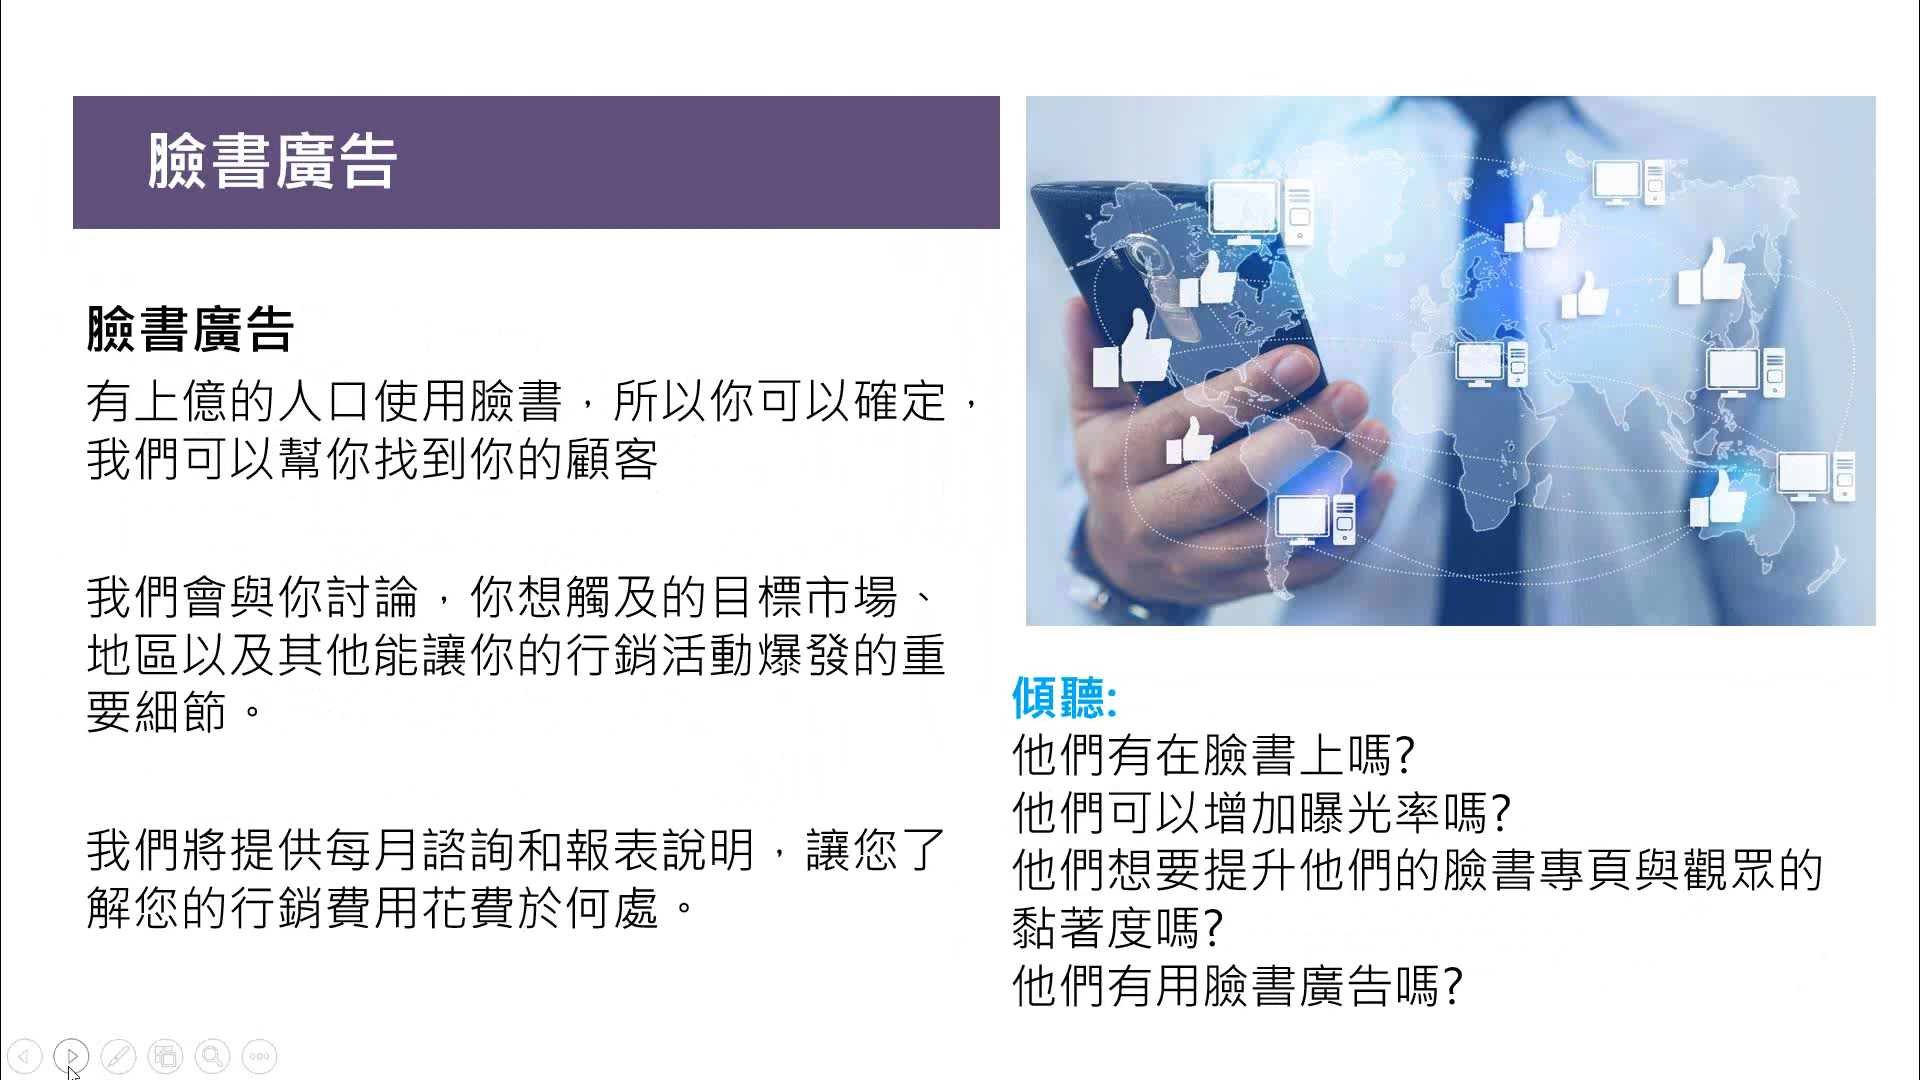 臉書廣告
臉書廣告
有上億的人口使用臉書，所以你可以確定，
我們可以幫你找到你的顧客
我們會與你討論，你想觸及的目標市場、
地區以及其他能讓你的行銷活動爆發的重
要細節。
我們將提供每月諮詢和報表說明，讓您了
解您的行銷費用花費於何處。
傾聽:
他們有在臉書上嗎?
他們可以增加曝光率嗎?
他們想要提升他們的臉書專頁與觀眾的
黏著度嗎?
他們有用臉書廣告嗎?